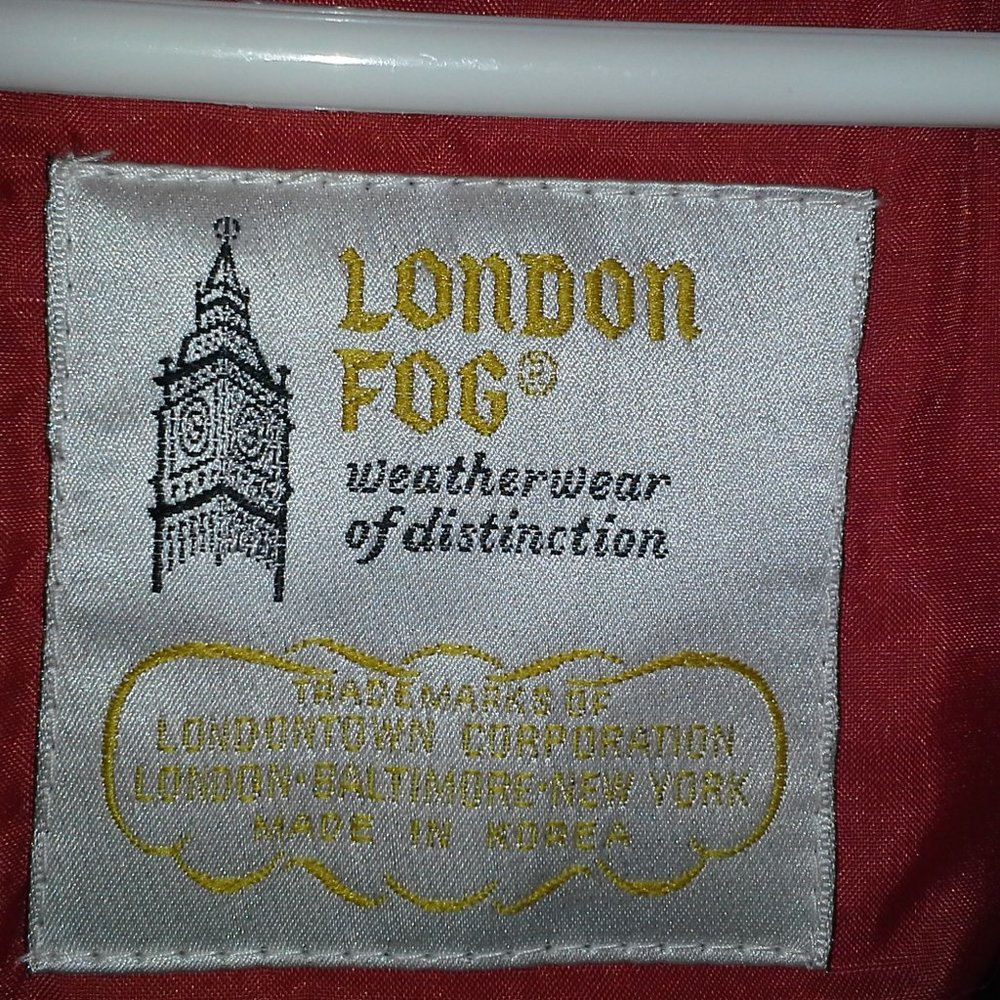 LONDON
FOG®
weatherwear
of distinction
TRADEMARKS OF
LONDONTOWN CORPORATION
LONDON·BALTIMORE·NEW YORK
MADE IN KOREA